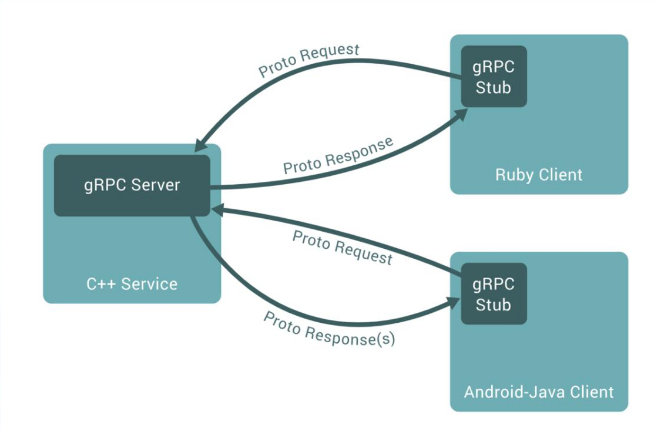 Proto Request
gRPC
Stub
Proto Response
Ruby Client
gRPC Server
C++ Service
Proto Request
gRPC
Stub
Proto Response(s)
Android-Java Client